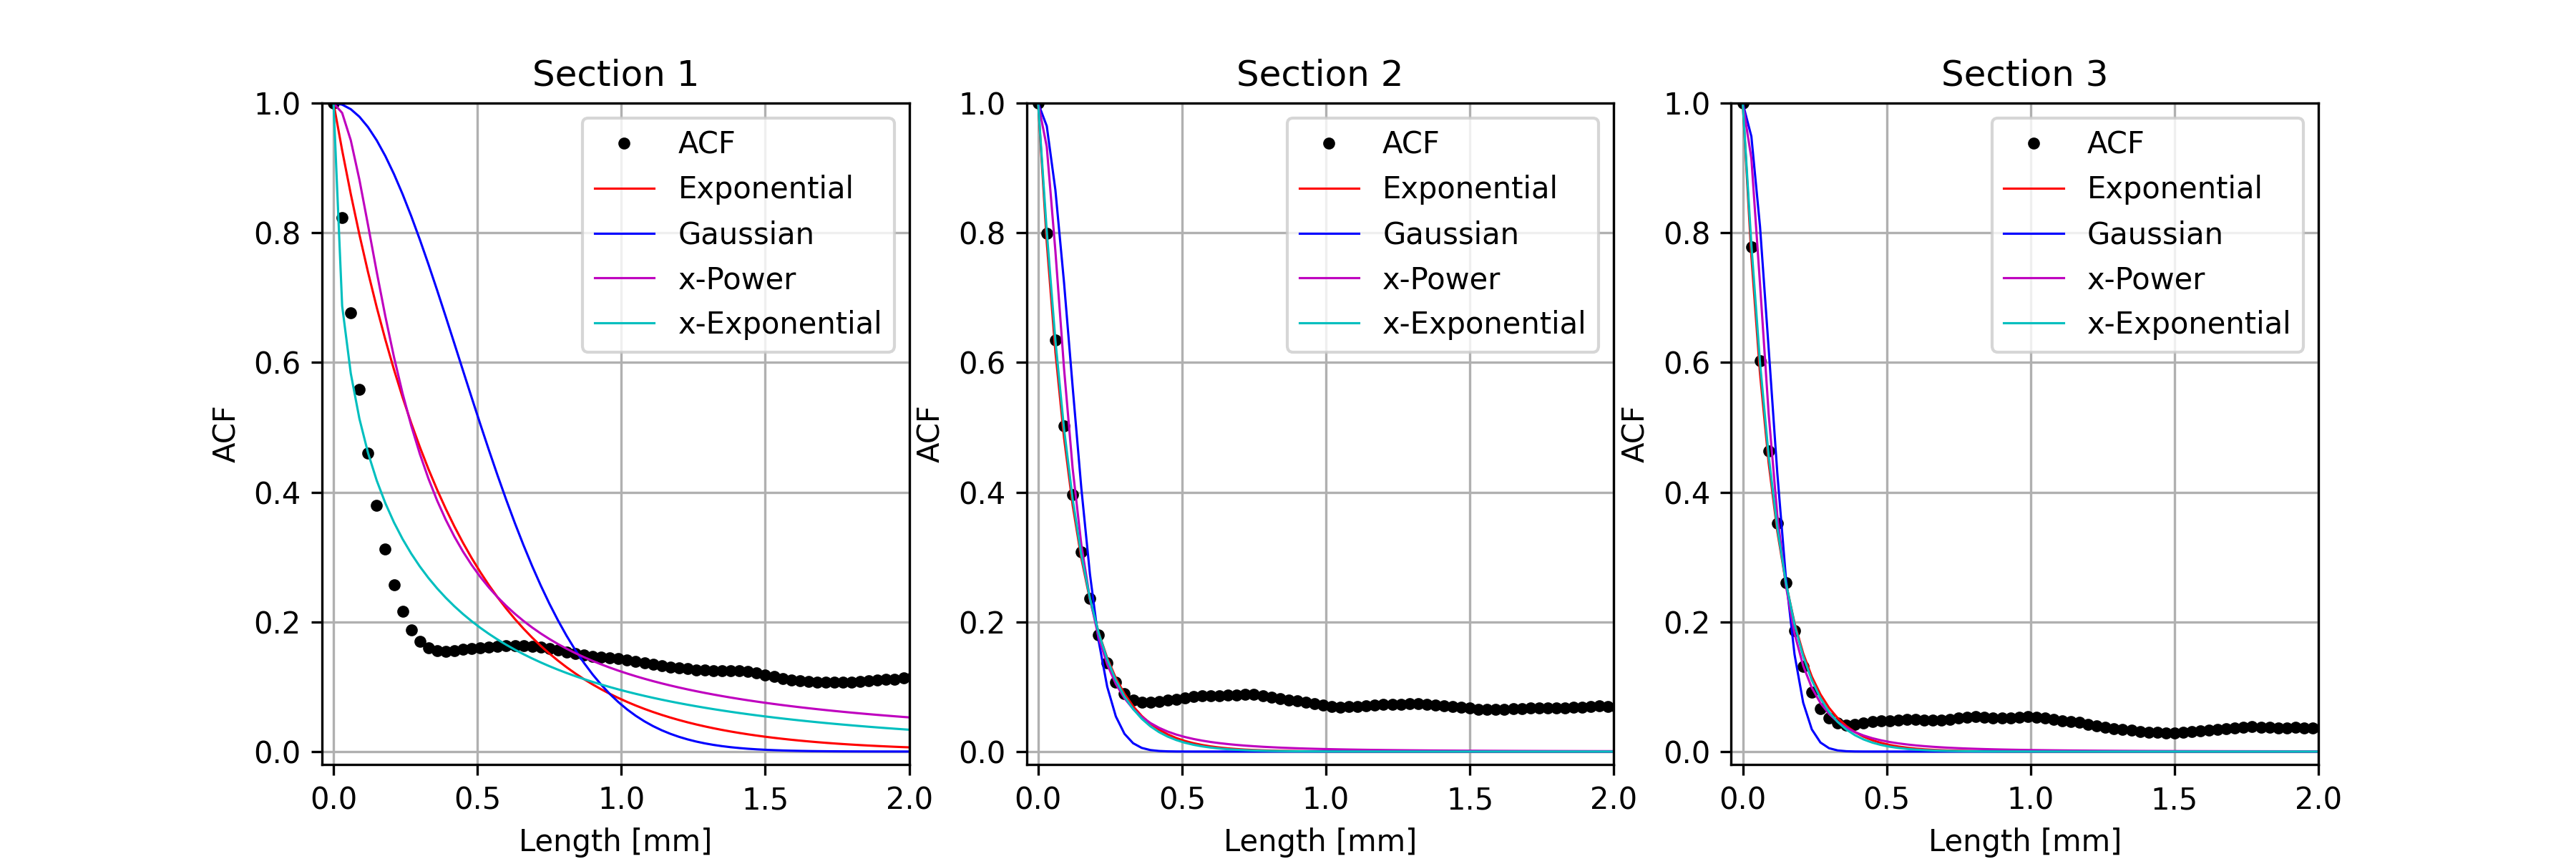 Section 1
1.0
0.8
0.6
0.4
0.2
0.0
ACF
0.0 0.5 1.0 1.5 2.0
Length [mm]
ACF
Exponential
Gaussian
x-Power
x-Exponential
Section 2
1.0
0.8
0.6
0.4
0.2
0.0
ACF
0.0 0.5 1.0 1.5 2.0
Length [mm]
ACF
Exponential
Gaussian
x-Power
x-Exponential
Section 3
1.0
0.8
0.6
0.4
0.2
0.0
ACF
0.0 0.5 1.0 1.5 2.0
Length [mm]
ACF
Exponential
Gaussian
x-Power
x-Exponential